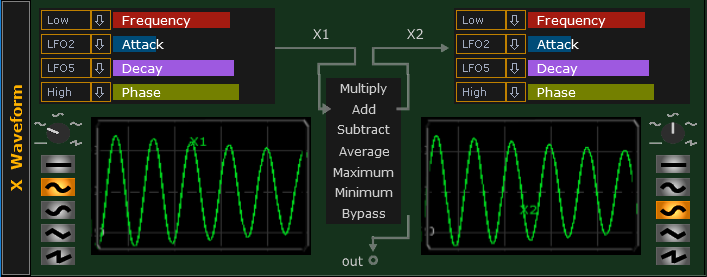 X Waveform
Low Frequency
LFO2 Attack
LFO5 Decay
High Phase
X1
X2
Low Frequency
LFO2 Attack
LFO5 Decay
High Phase
Multiply
Add
Subtract
Average
Maximum
Minimum
Bypass
X1
X2
out